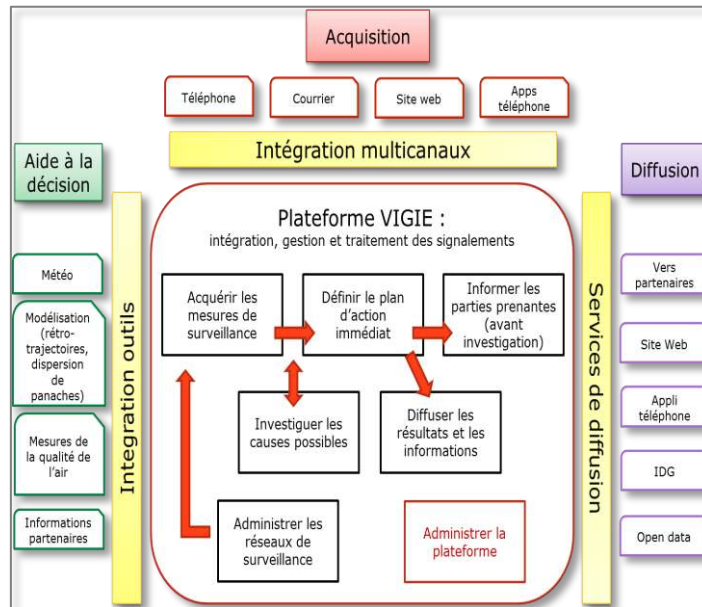 Acquisition
Téléphone
Courrier
Site web
Apps
téléphone
Intégration multicanaux
Aide à la
décision
Diffusion
Plateforme VIGIE :
intégration, gestion et traitement des signalements
Météo
Modélisation
(rétro-
trajectoires,
dispersion
de
panaches)
Mesures de
la qualité de
l'air
Informations
partenaires
Integration outils
Acquérir les
mesures de
surveillance
Définir le plan
d'action
immédiat
Informer les
parties prenantes
(avant
investigation)
Investiguer les
causes possibles
Diffuser les
résultats et les
informations
Administrer les
réseaux de
surveillance
Administrer la
plateforme
Services de diffusion
Vers
partenaires
Site Web
Appli
téléphone
IDG
Open data